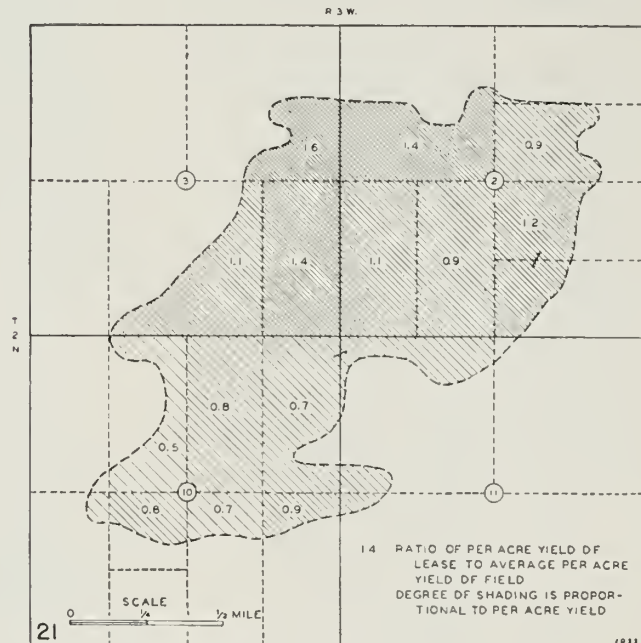 R 3 W.
1.6
1.4
0.9
3
2
1.2
1.1
1.4
1.1
0.9
T
2
N
0.8
0.7
0.5
10
11
0.8
0.7
0.9
1 4 RATIO OF PER ACRE YIELD OF
LEASE TO AVERAGE PER ACRE
YIELD OF FIELD
DEGREE OF SHADING IS PROPOR-
TIONAL TO PER ACRE YIELD
SCALE
0 1/4 1/2 MILE
21